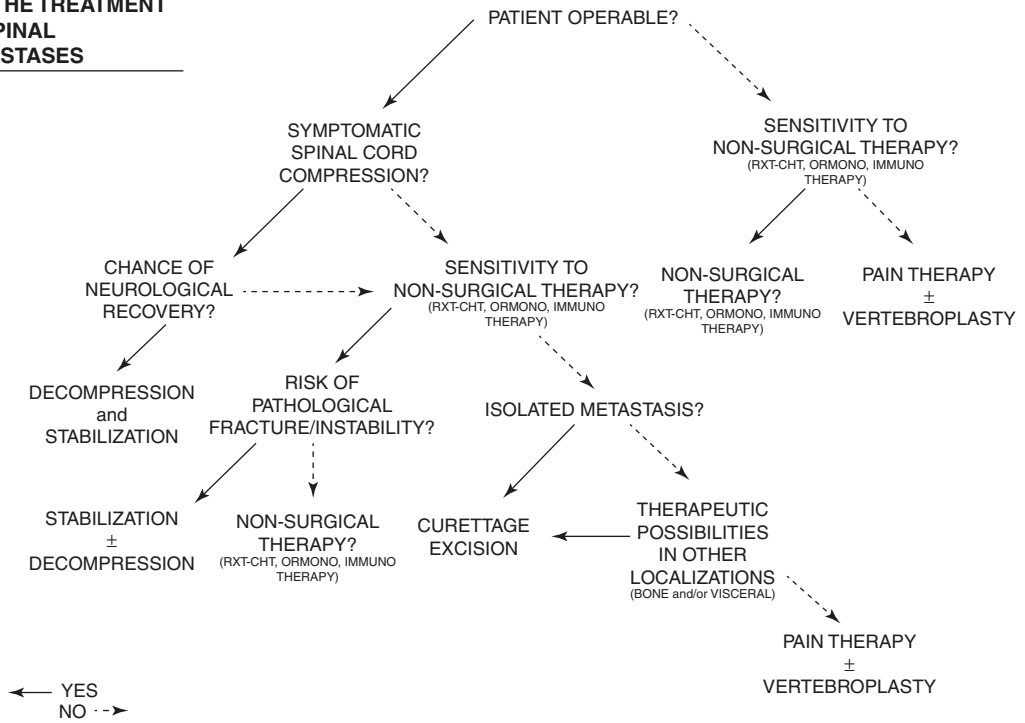 HE TREATMENT
PINAL
STASES
PATIENT OPERABLE?
SYMPTOMATIC
SPINAL CORD
COMPRESSION?
SENSITIVITY TO
NON-SURGICAL THERAPY?
(RXT-CHT, ORMONO, IMMUNO
THERAPY)
CHANCE OF
NEUROLOGICAL
RECOVERY?
SENSITIVITY TO
NON-SURGICAL THERAPY?
(RXT-CHT, ORMONO, IMMUNO
THERAPY)
NON-SURGICAL
THERAPY?
(RXT-CHT, ORMONO, IMMUNO
THERAPY)
PAIN THERAPY
±
VERTEBROPLASTY
DECOMPRESSION
and
STABILIZATION
RISK OF
PATHOLOGICAL
FRACTURE/INSTABILITY?
ISOLATED METASTASIS?
STABILIZATION
±
DECOMPRESSION
NON-SURGICAL
THERAPY?
(RXT-CHT, ORMONO, IMMUNO
THERAPY)
CURETTAGE
EXCISION
THERAPEUTIC
POSSIBILITIES
IN OTHER
LOCALIZATIONS
(BONE and/or VISCERAL)
PAIN THERAPY
±
VERTEBROPLASTY
YES
NO